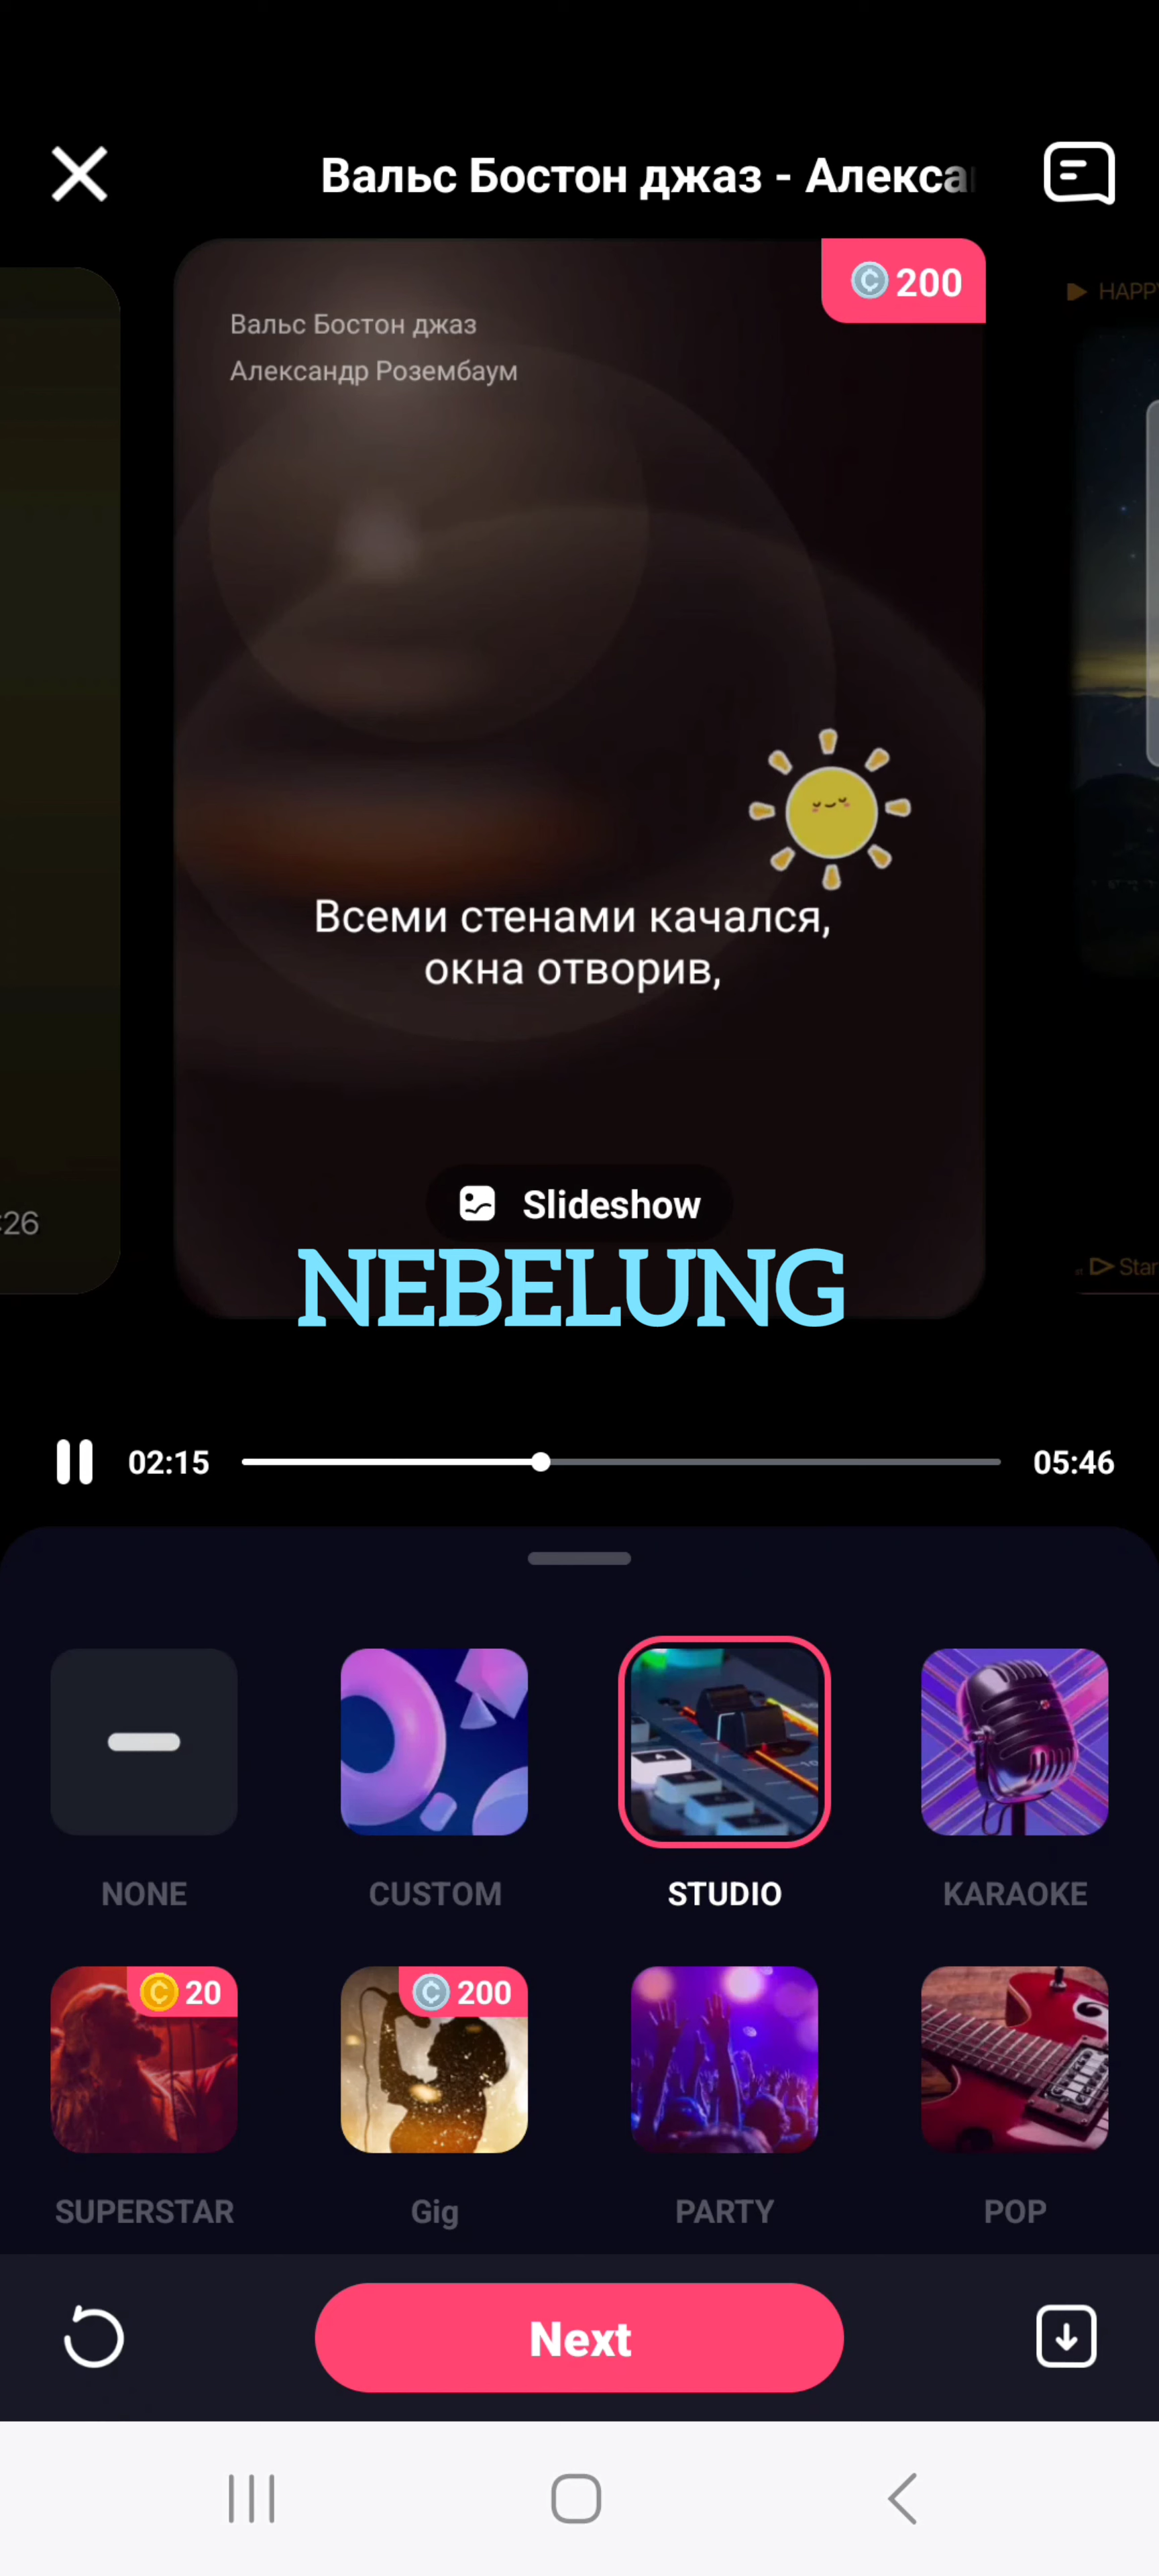 Вальс Бостон джаз - Алекса
200
Вальс Бостон джаз
Александр Розембаум
HAPPY
Всеми стенами качался,
окна отворив,
:26
Slideshow
Star
NEBELUNG
02:15
05:46
NONE
CUSTOM
STUDIO
KARAOKE
20
200
SUPERSTAR
Gig
PARTY
POP
Next